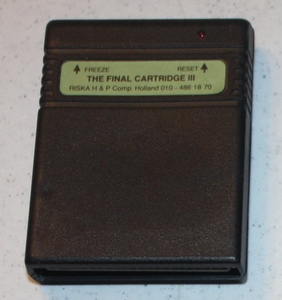 FREEZE RESET
THE FINAL CARTRIDGE III
RISKA H & P Comp. Holland 010 - 486 18 70